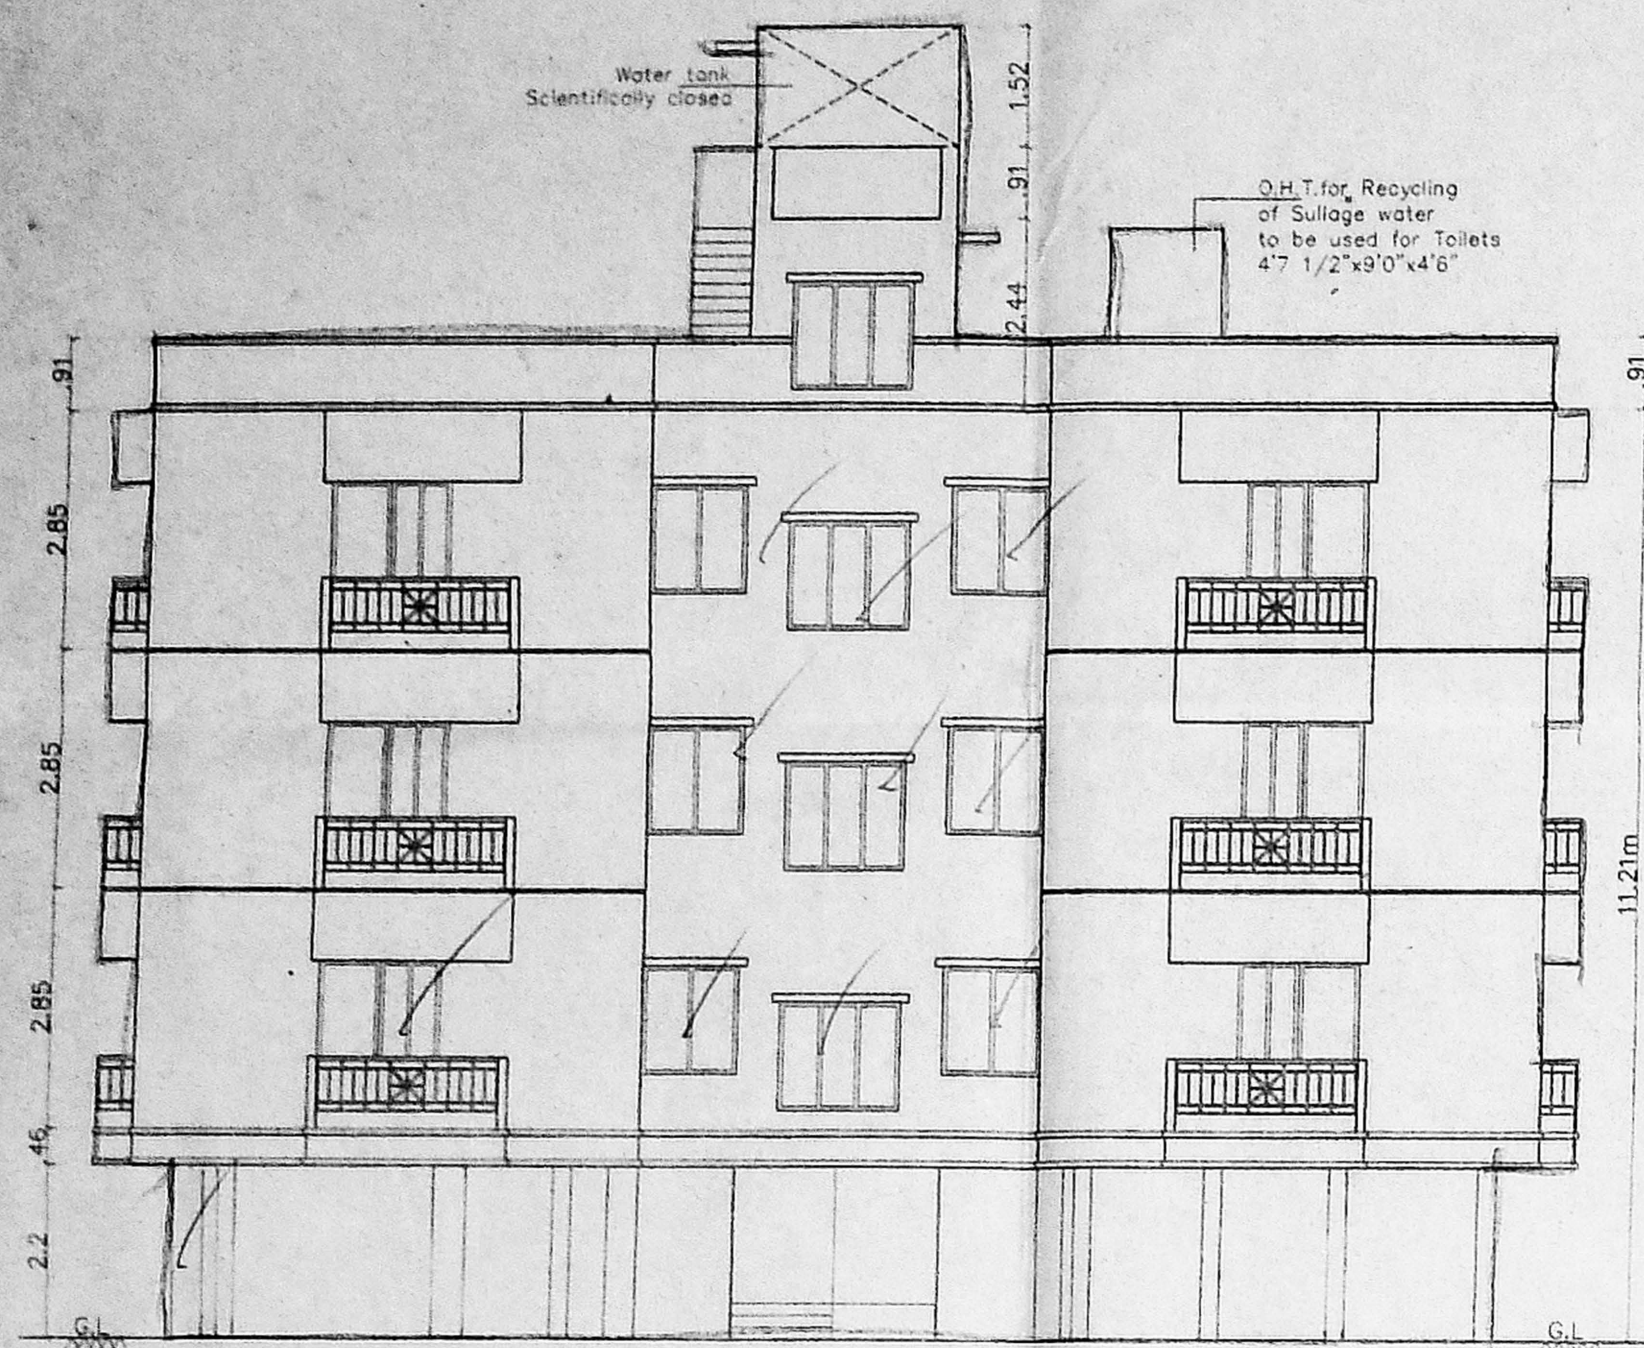 Water tank
Scientifically closed
1.52
.91
2.44
O.H.T.for Recycling
of Sullage water
to be used for Toilets
4'7 1/2"x9'0"x4'6"
.91
2.85
2.85
2.85
.46
2.2
G.L
.91
11.21m
G.L